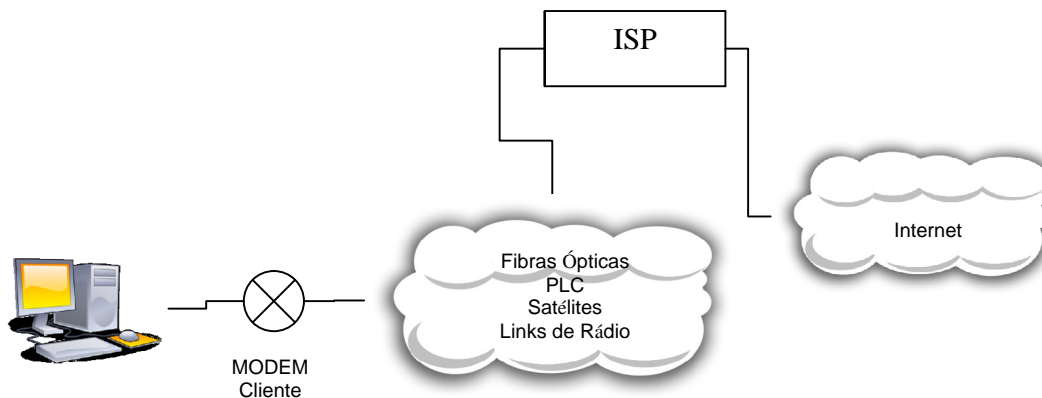 ISP
Internet
Fibras Ópticas
PLC
Satélites
Links de Rádio
MODEM
Cliente